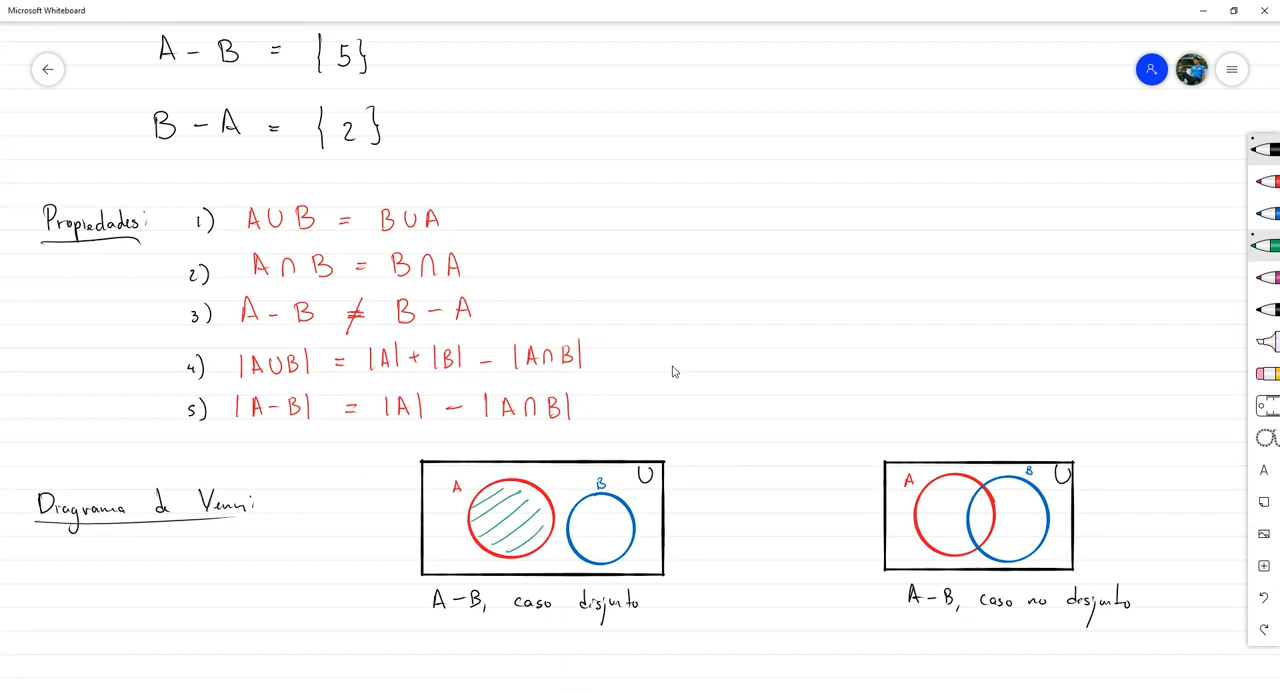 Microsoft Whiteboard
A - B = {5}
B - A = {2}
Propiedades:
1) A ∪ B = B ∪ A
2) A ∩ B = B ∩ A
3) A - B ≠ B - A
4) |A∪B| = |A| + |B| - |A∩B|
5) |A-B| = |A| - |A∩B|
Diagrama de Venn:
A B U
A - B, caso disjunto
A B U
A - B, caso no disjunto
A